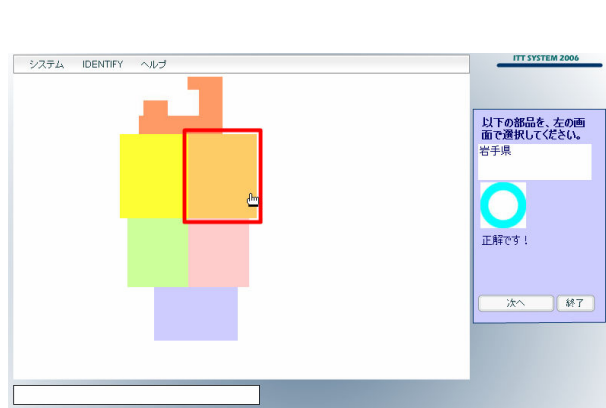 ITT SYSTEM 2006
システム IDENTIFY ヘルプ
以下の部品を、左の画
面で選択してください。
岩手県
正解です！
次へ 終了